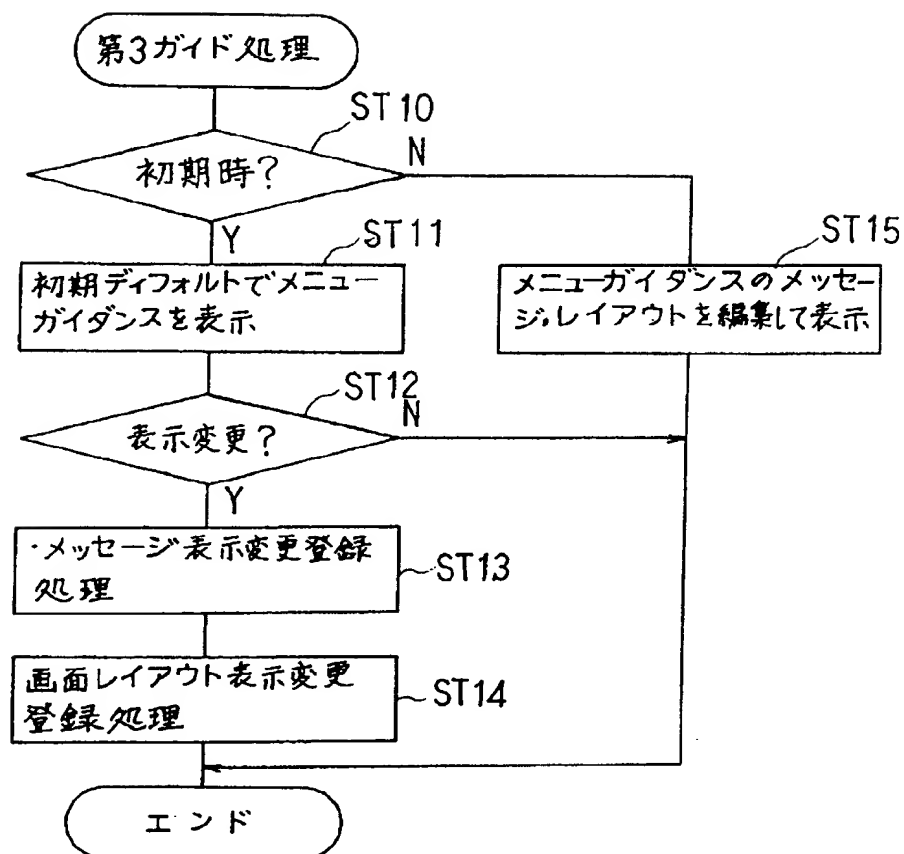 第3ガイド処理
ST10
初期時?
N
Y
ST11
ST15
初期ディフォルトでメニュー
ガイダンスを表示
メニューガイダンスのメッセー
ジ,レイアウトを編集して表示
ST12
N
表示変更?
Y
・メッセージ表示変更登録
処理
ST13
画面レイアウト表示変更
登録処理
ST14
エンド